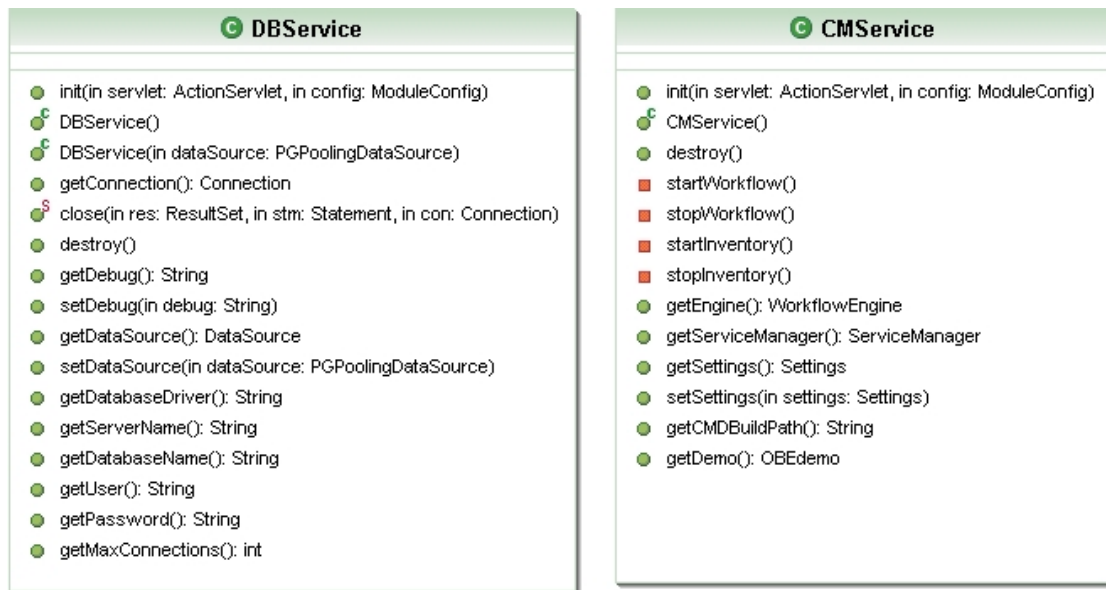 DBService
init(in servlet: ActionServlet, in config: ModuleConfig)
DBService()
DBService(in dataSource: PGPoolingDataSource)
getConnection(): Connection
close(in res: ResultSet, in stm: Statement, in con: Connection)
destroy()
getDebug(): String
setDebug(in debug: String)
getDataSource(): DataSource
setDataSource(in dataSource: PGPoolingDataSource)
getDatabaseDriver(): String
getServerName(): String
getDatabaseName(): String
getUser(): String
getPassword(): String
getMaxConnections(): int
CMService
init(in servlet: ActionServlet, in config: ModuleConfig)
CMService()
destroy()
startWorkflow()
stopWorkflow()
startInventory()
stopInventory()
getEngine(): WorkflowEngine
getServiceManager(): ServiceManager
getSettings(): Settings
setSettings(in settings: Settings)
getCMDBuildPath(): String
getDemo(): OBEdemo